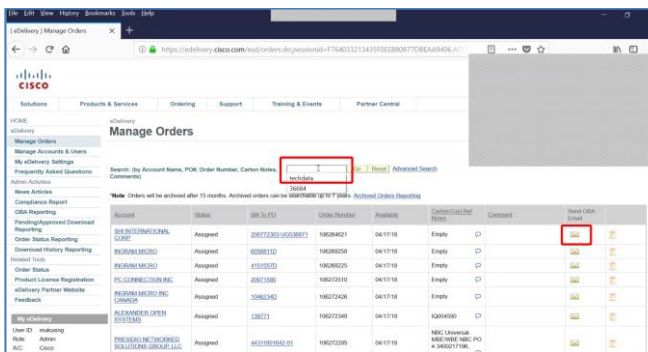 File Edit View History Bookmarks Tools Help
(eDelivery) Manage Orders
https://edelivery.cisco.com/esd/orders.do;jsessionid=
CISCO
Solutions Products & Services Ordering Support Training & Events Partner Central
HOME
eDelivery
Manage Orders
Manage Accounts & Users
My eDelivery Settings
Frequently Asked Questions
Admin Activities
News Articles
Compliance Report
OBA Reporting
Pending/Approved Download Reporting
Order Status Reporting
Download History Reporting
Related Tools
Order Status
Product License Registration
eDelivery Partner Website
Feedback
My eDelivery
User ID mukusing
Role Admin
A/C Cisco
eDelivery
Manage Orders
Search: (by Account Name, PO#, Order Number, Carton Notes, Comments)
Reset Advanced Search
techdata
36684
*Note: Orders will be archived after 15 months. Archived orders can be searchable up to 7 years. Archived Orders Reporting
Account Status Bill-To PO Order Number Available Carton/Cust Ref Notes Comment Send OBA Email
SHI INTERNATIONAL CORP Assigned 106264621 04/17/18 Empty
INGRAM MICRO Assigned 106269258 04/17/18 Empty
INGRAM MICRO Assigned 106269225 04/17/18 Empty
PC CONNECTION INC Assigned 20071580 106272510 04/17/18 Empty
INGRAM MICRO INC CANADA Assigned 106272426 04/17/18 Empty
ALEXANDER OPEN SYSTEMS Assigned 139771 106272349 04/17/18 IQ004590
PRESIDIO NETWORKED SOLUTIONS GROUP, LLC Assigned 106272295 04/17/18 NBC Universal- MBE/WBE NBC PO # 3400217186,